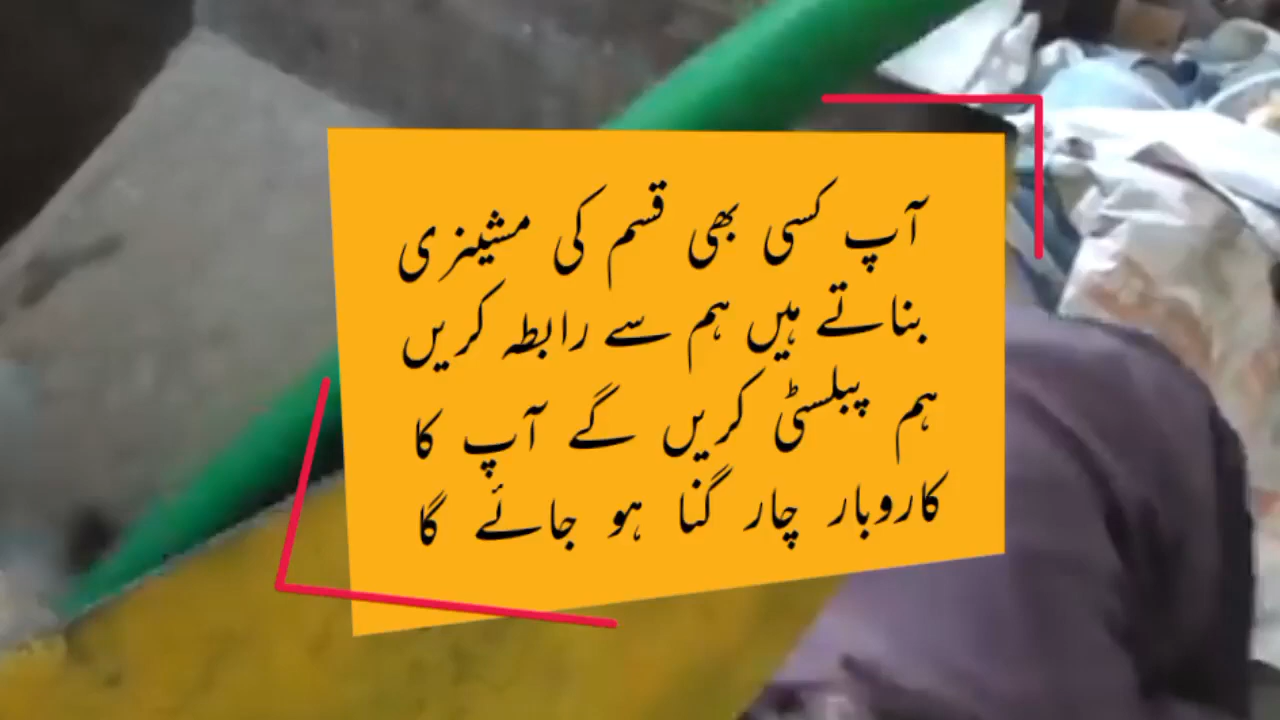 آپ کسی بھی قسم کی مشینزی
بناتے ہیں ہم سے رابطہ کریں
ہم پبلسٹی کریں گے آپ کا
کاروبار چار گنا ہو جائے گا